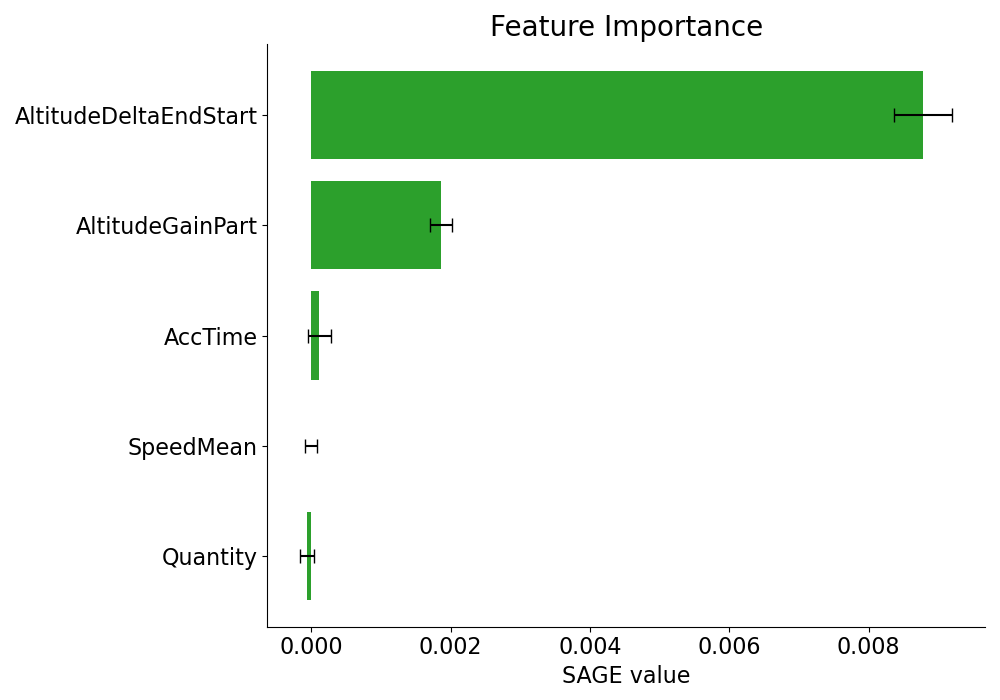 Feature Importance
AltitudeDeltaEndStart
AltitudeGainPart
AccTime
SpeedMean
Quantity
0.000 0.002 0.004 0.006 0.008
SAGE value